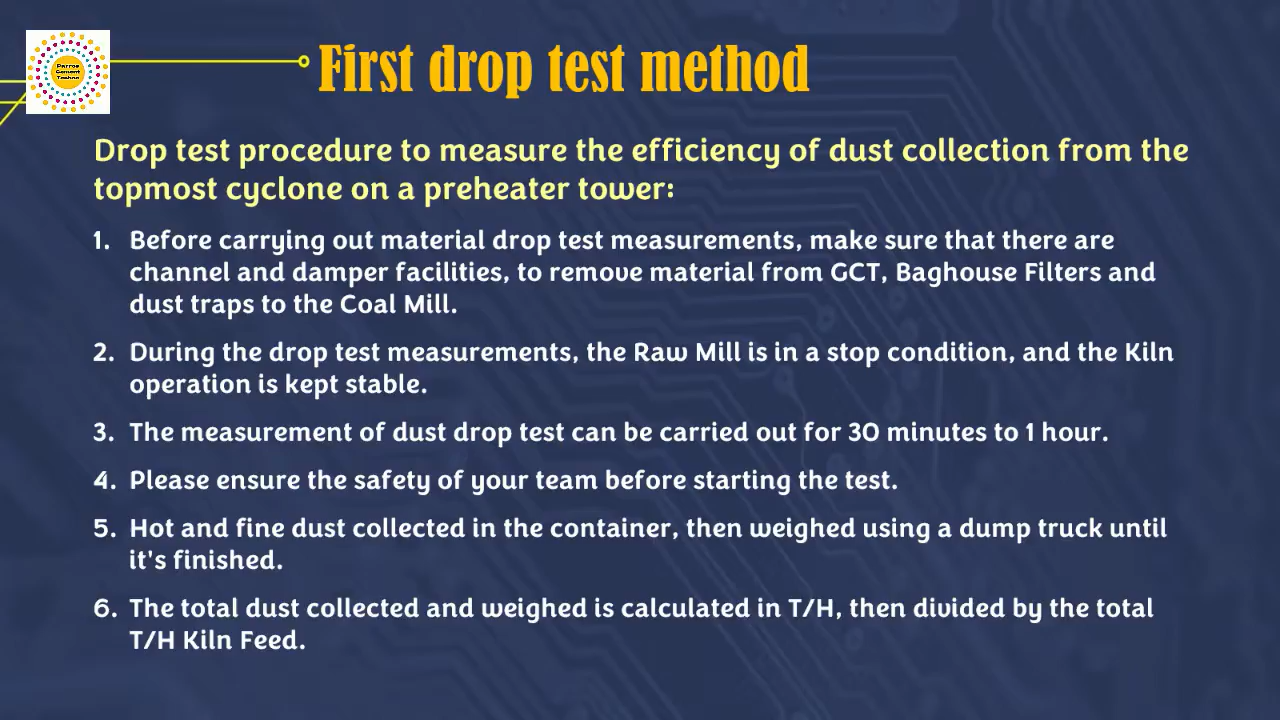 Parros
Cement
Techno
First drop test method
Drop test procedure to measure the efficiency of dust collection from the
topmost cyclone on a preheater tower:
1. Before carrying out material drop test measurements, make sure that there are
channel and damper facilities, to remove material from GCT, Baghouse Filters and
dust traps to the Coal Mill.
2. During the drop test measurements, the Raw Mill is in a stop condition, and the Kiln
operation is kept stable.
3. The measurement of dust drop test can be carried out for 30 minutes to 1 hour.
4. Please ensure the safety of your team before starting the test.
5. Hot and fine dust collected in the container, then weighed using a dump truck until
it's finished.
6. The total dust collected and weighed is calculated in T/H, then divided by the total
T/H Kiln Feed.